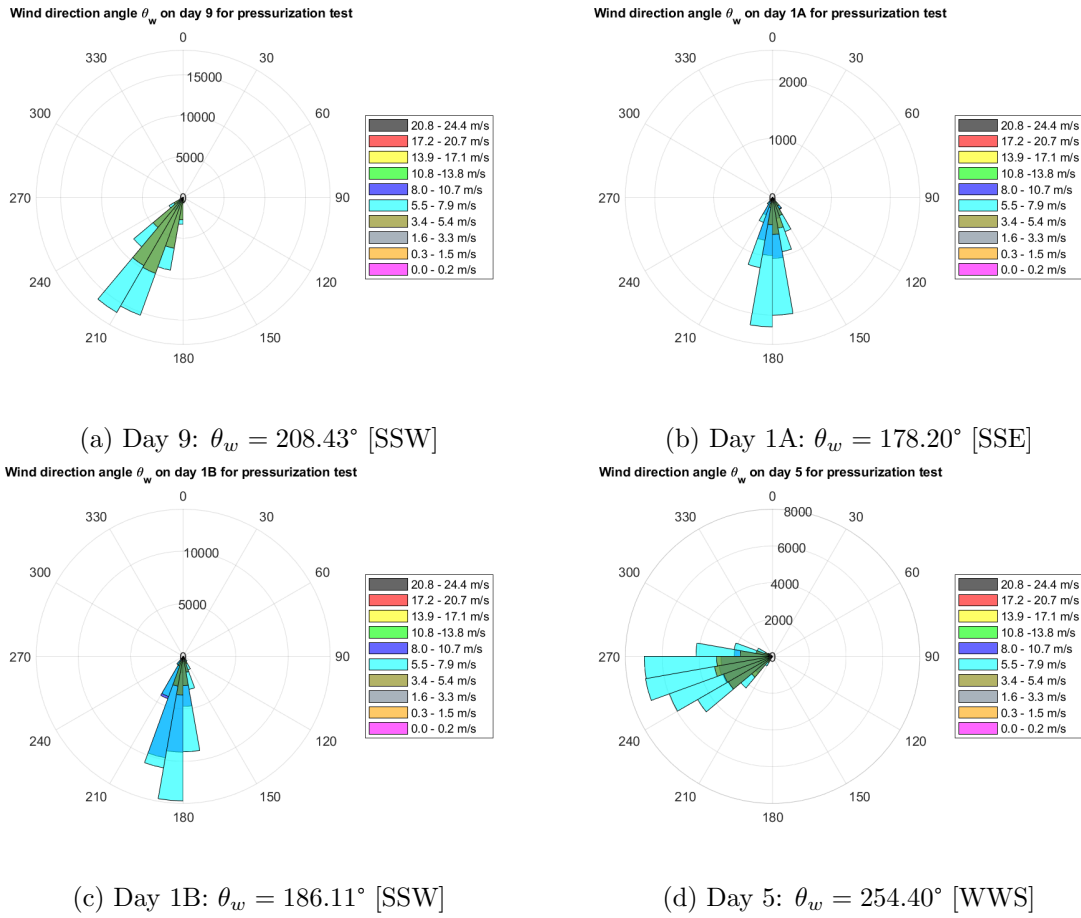 Wind direction angle θw on day 9 for pressurization test
0
30
60
90
120
150
180
210
240
270
300
330
0
5000
10000
15000
20.8 - 24.4 m/s
17.2 - 20.7 m/s
13.9 - 17.1 m/s
10.8 -13.8 m/s
8.0 - 10.7 m/s
5.5 - 7.9 m/s
3.4 - 5.4 m/s
1.6 - 3.3 m/s
0.3 - 1.5 m/s
0.0 - 0.2 m/s
(a) Day 9: θw = 208.43° [SSW]
Wind direction angle θw on day 1A for pressurization test
0
30
60
90
120
150
180
210
240
270
300
330
0
1000
2000
20.8 - 24.4 m/s
17.2 - 20.7 m/s
13.9 - 17.1 m/s
10.8 -13.8 m/s
8.0 - 10.7 m/s
5.5 - 7.9 m/s
3.4 - 5.4 m/s
1.6 - 3.3 m/s
0.3 - 1.5 m/s
0.0 - 0.2 m/s
(b) Day 1A: θw = 178.20° [SSE]
Wind direction angle θw on day 1B for pressurization test
0
30
60
90
120
150
180
210
240
270
300
330
0
5000
10000
20.8 - 24.4 m/s
17.2 - 20.7 m/s
13.9 - 17.1 m/s
10.8 -13.8 m/s
8.0 - 10.7 m/s
5.5 - 7.9 m/s
3.4 - 5.4 m/s
1.6 - 3.3 m/s
0.3 - 1.5 m/s
0.0 - 0.2 m/s
(c) Day 1B: θw = 186.11° [SSW]
Wind direction angle θw on day 5 for pressurization test
0
30
60
90
120
150
180
210
240
270
300
330
0
2000
4000
6000
8000
20.8 - 24.4 m/s
17.2 - 20.7 m/s
13.9 - 17.1 m/s
10.8 -13.8 m/s
8.0 - 10.7 m/s
5.5 - 7.9 m/s
3.4 - 5.4 m/s
1.6 - 3.3 m/s
0.3 - 1.5 m/s
0.0 - 0.2 m/s
(d) Day 5: θw = 254.40° [WWS]